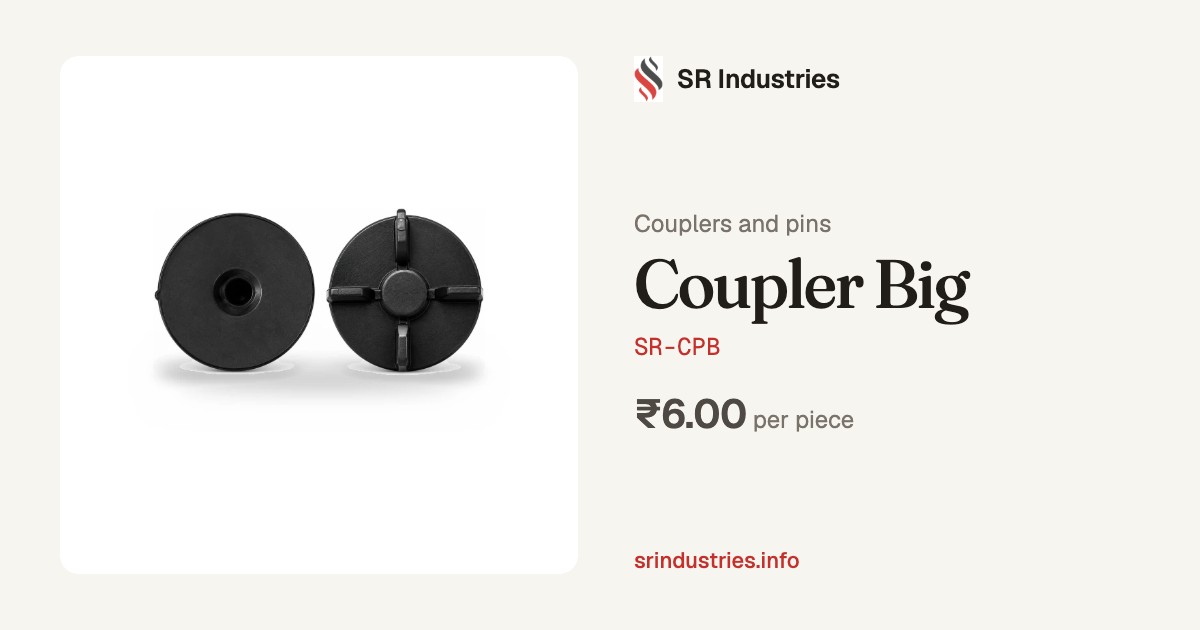 SR Industries
Couplers and pins
Coupler Big
SR-CPB
₹6.00 per piece
srindustries.info